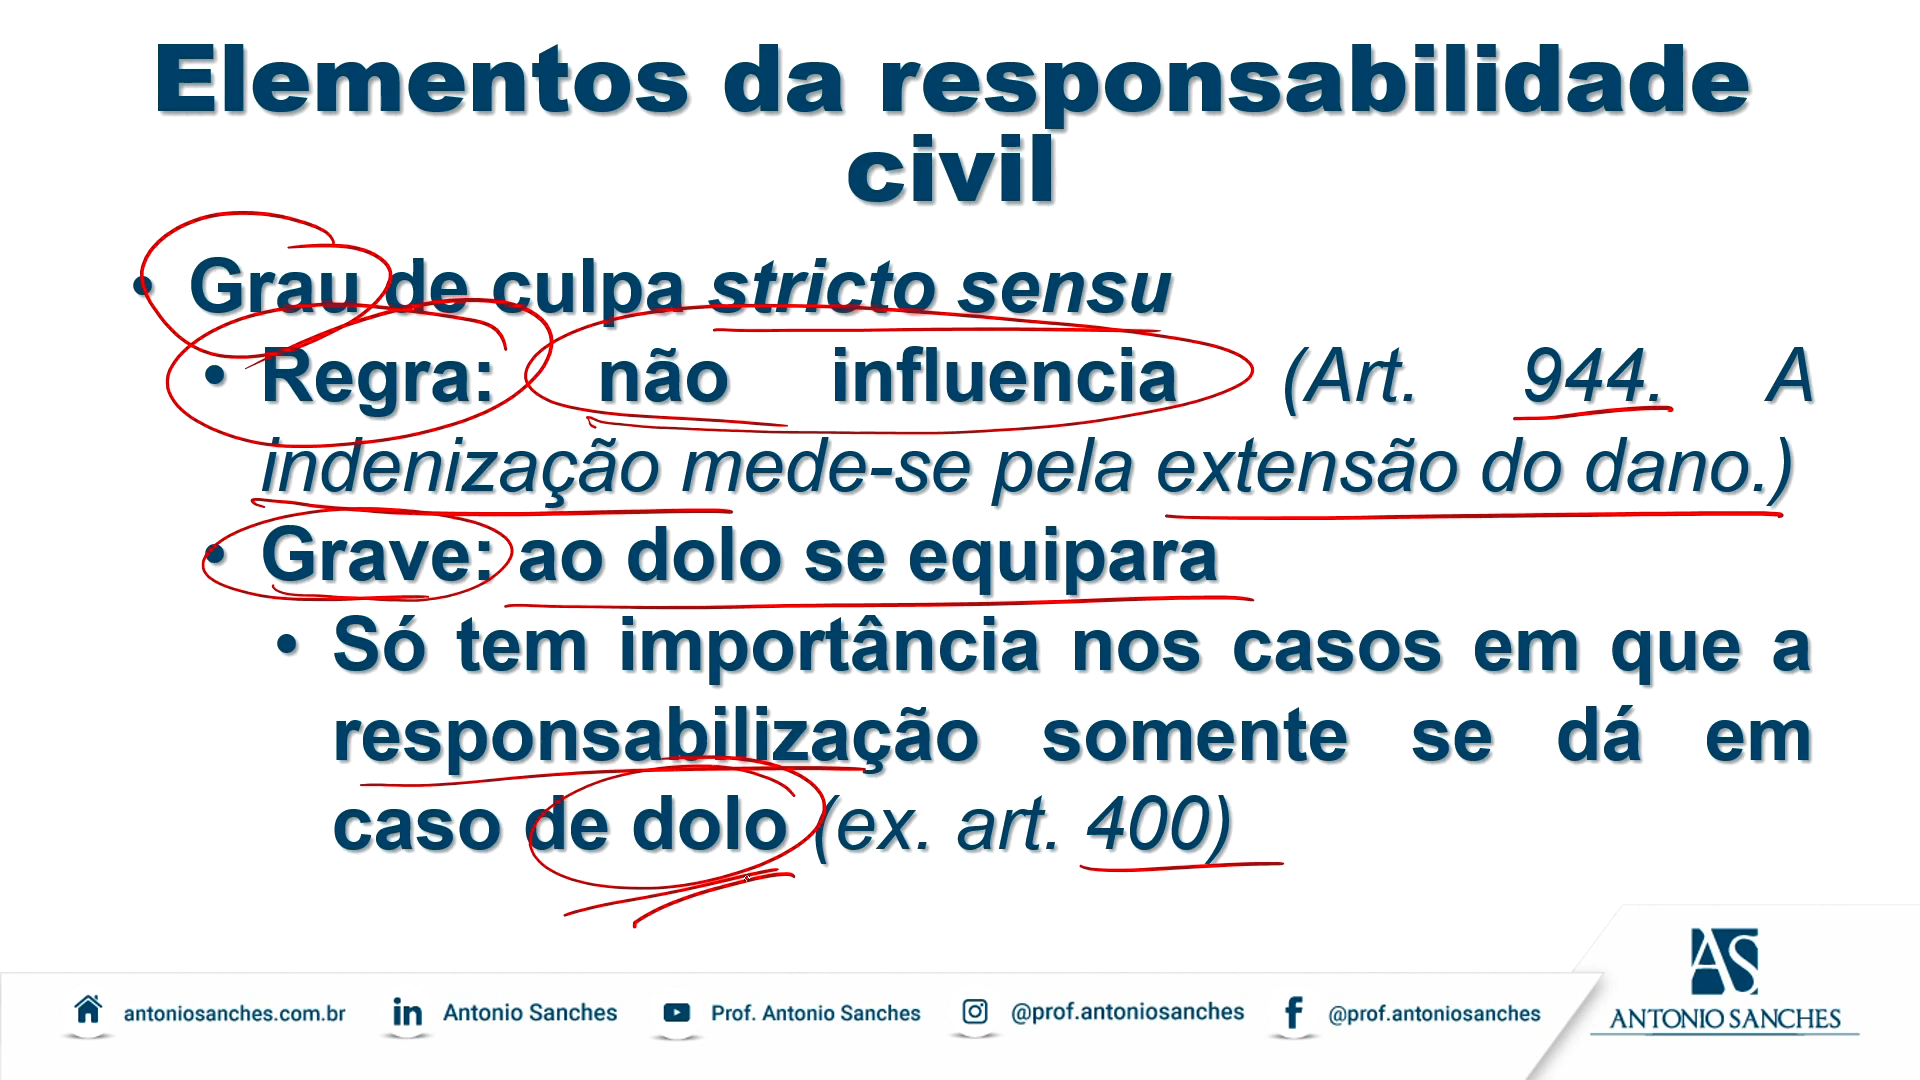 Elementos da responsabilidade
civil
• Grau de culpa stricto sensu
• Regra: não influencia (Art. 944. A
indenização mede-se pela extensão do dano.)
• Grave: ao dolo se equipara
• Só tem importância nos casos em que a
responsabilização somente se dá em
caso de dolo (ex. art. 400)
AS
ANTONIO SANCHES
antoniosanches.com.br in Antonio Sanches Prof. Antonio Sanches @prof.antoniosanches f @prof.antoniosanches